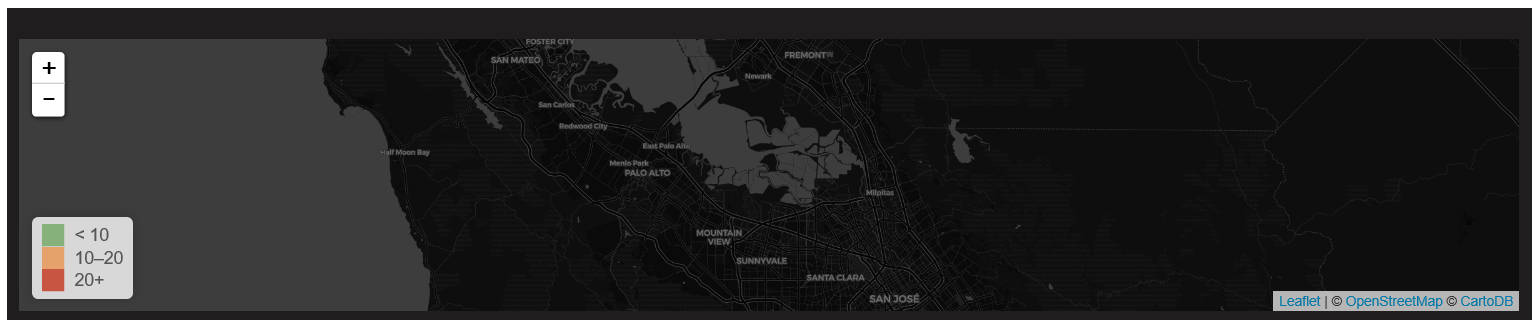 +
−
FOSTER CITY
SAN MATEO
FREMONT
Newark
San Carlos
Redwood City
East Palo Alto
Half Moon Bay
Menlo Park
PALO ALTO
Milpitas
MOUNTAIN
VIEW
SUNNYVALE
SANTA CLARA
SAN JOSÉ
< 10
10–20
20+
Leaflet | © OpenStreetMap © CartoDB